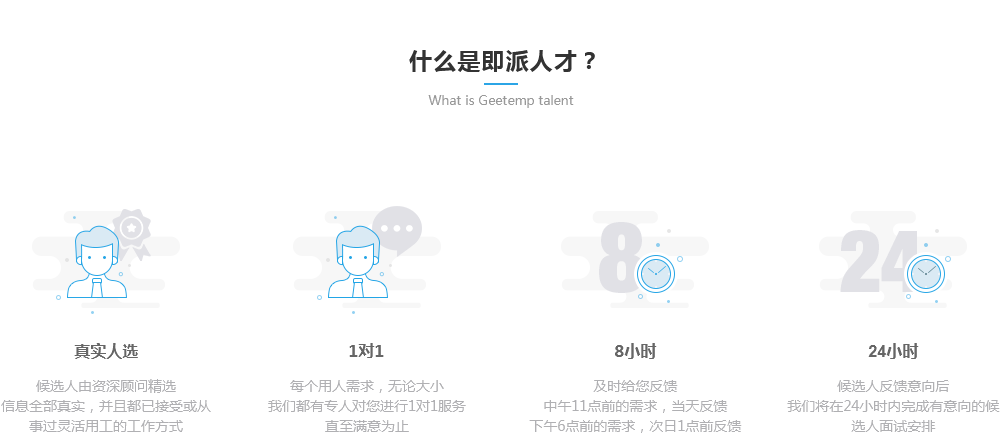 什么是即派人才？
What is Geetemp talent
8
24
真实人选
候选人由资深顾问精选
信息全部真实，并且都已接受或从
事过灵活用工的工作方式
1对1
每个用人需求，无论大小
我们都有专人对您进行1对1服务
直至满意为止
8小时
及时给您反馈
中午11点前的需求，当天反馈
下午6点前的需求，次日1点前反馈
24小时
候选人反馈意向后
我们将在24小时内完成有意向的候
选人面试安排